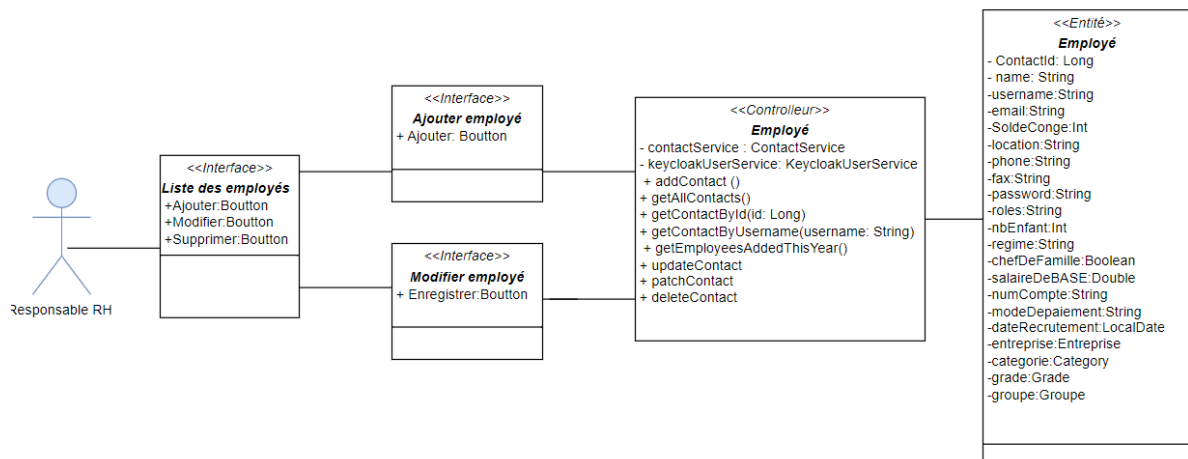 Responsable RH
<<Interface>>
Liste des employés
+Ajouter:Boutton
+Modifier:Boutton
+Supprimer:Boutton
<<Interface>>
Ajouter employé
+ Ajouter: Boutton
<<Interface>>
Modifier employé
+ Enregistrer:Boutton
<<Controlleur>>
Employé
- contactService : ContactService
- keycloakUserService: KeycloakUserService
+ addContact ()
+ getAllContacts()
+ getContactById(id: Long)
+ getContactByUsername(username: String)
+ getEmployeesAddedThisYear()
+ updateContact
+ patchContact
+ deleteContact
<<Entité>>
Employé
- ContactId: Long
- name: String
-username:String
-email:String
-SoldeConge:Int
-location:String
-phone:String
-fax:String
-password:String
-roles:String
-nbEnfant:Int
-regime:String
-chefDeFamille:Boolean
-salaireDeBASE:Double
-numCompte:String
-modeDepaiement:String
-dateRecrutement:LocalDate
-entreprise:Entreprise
-categorie:Category
-grade:Grade
-groupe:Groupe